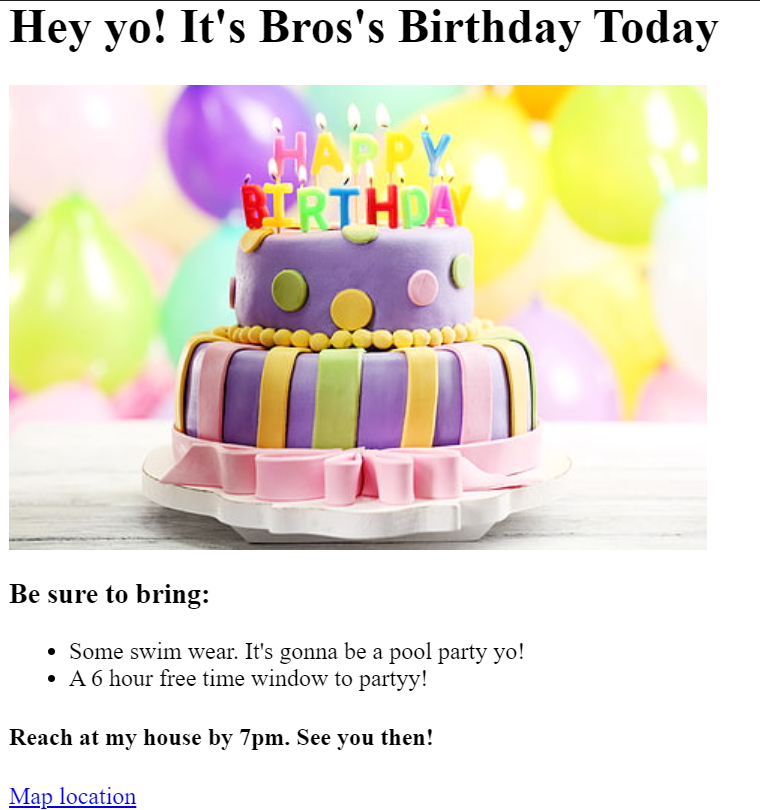 Hey yo! It's Bros's Birthday Today
HAPPY
BIRTHDAY
Be sure to bring:
Some swim wear. It's gonna be a pool party yo!
A 6 hour free time window to partyy!
Reach at my house by 7pm. See you then!
Map location